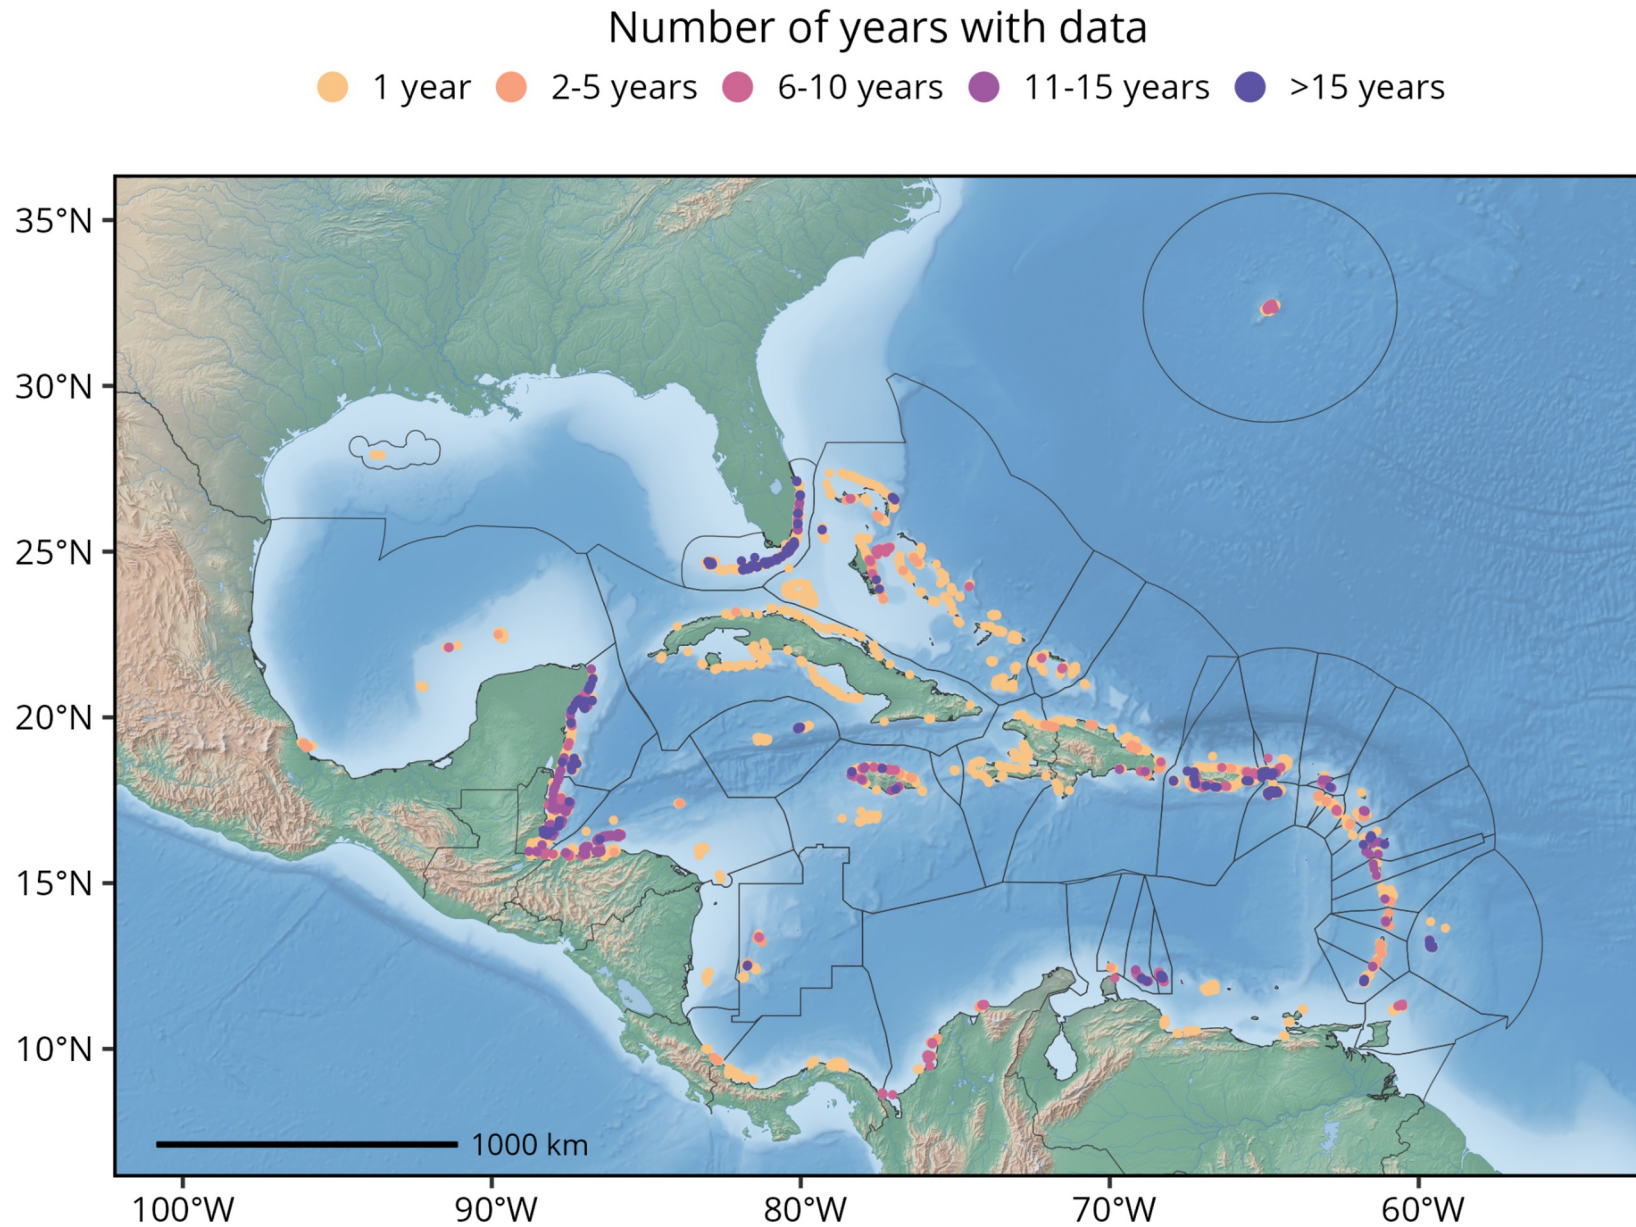 Number of years with data
1 year 2-5 years 6-10 years 11-15 years >15 years
35°N
30°N
25°N
20°N
15°N
10°N
1000 km
100°W 90°W 80°W 70°W 60°W